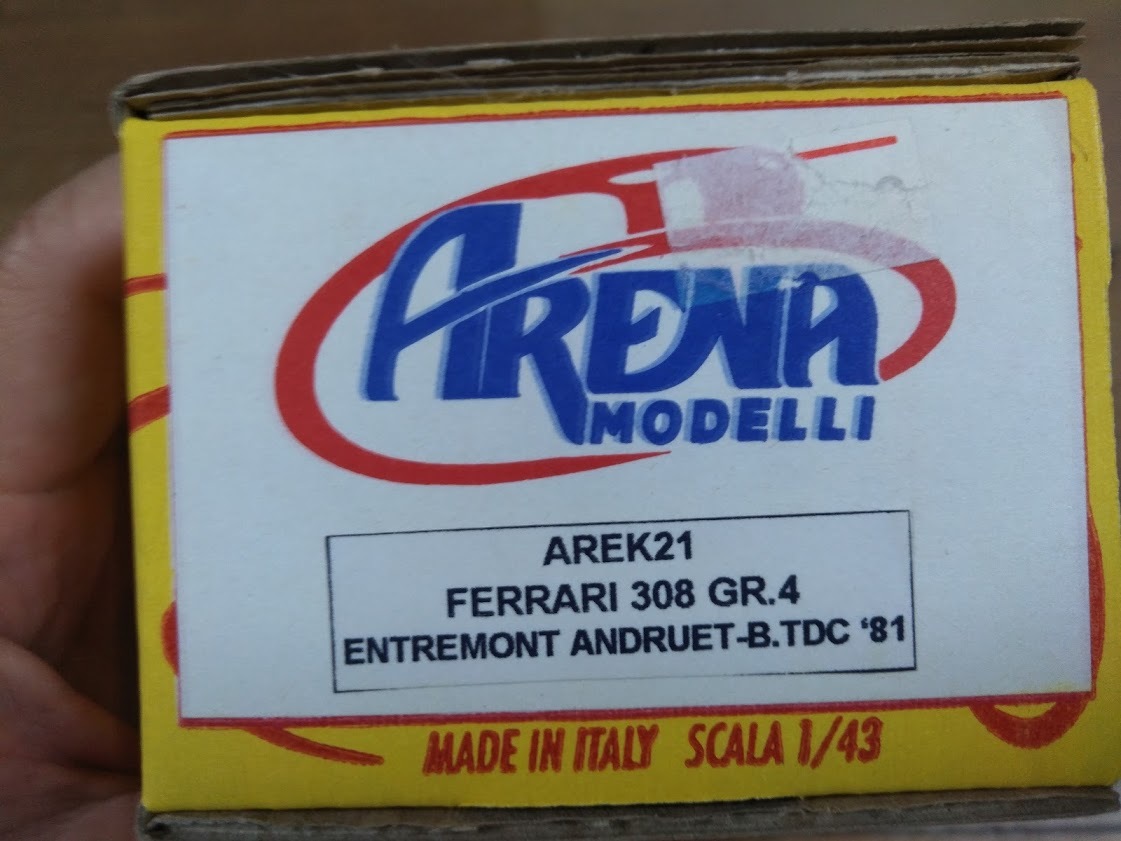 ARENA
MODELLI
AREK21
FERRARI 308 GR.4
ENTREMONT ANDRUET-B.TDC ‘81
MADE IN ITALY SCALA 1/43